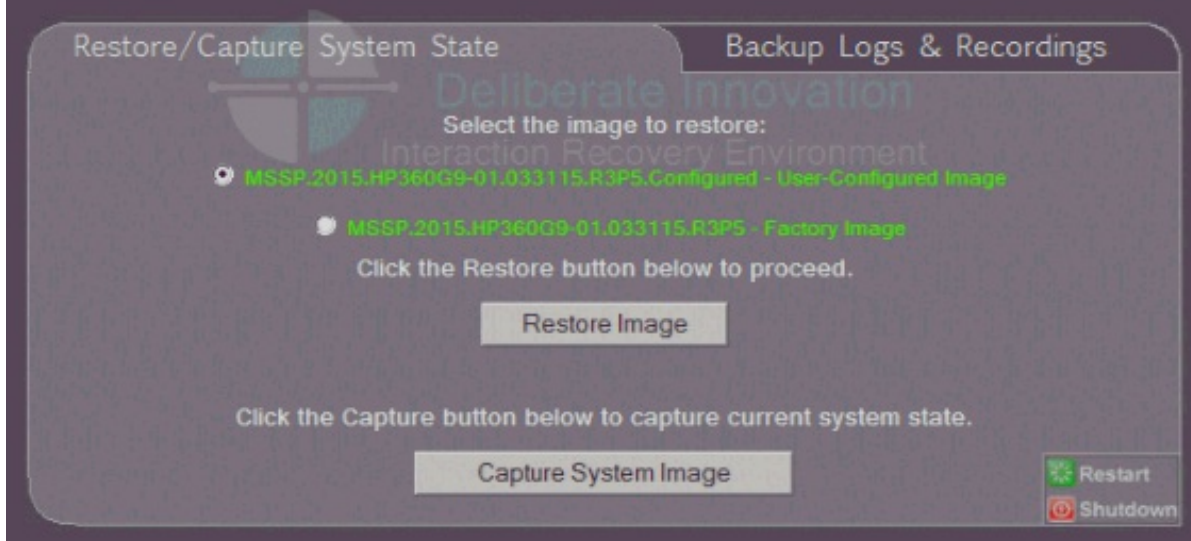 Restore/Capture System State
Backup Logs & Recordings
Deliberate Innovation
Select the image to restore:
Interaction Recovery Environment
MSSP.2015.HP360G9-01.033115.R3P5.Configured - User-Configured Image
MSSP.2015.HP360G9-01.033115.R3P5 - Factory Image
Click the Restore button below to proceed.
Restore Image
Click the Capture button below to capture current system state.
Capture System Image
Restart
Shutdown